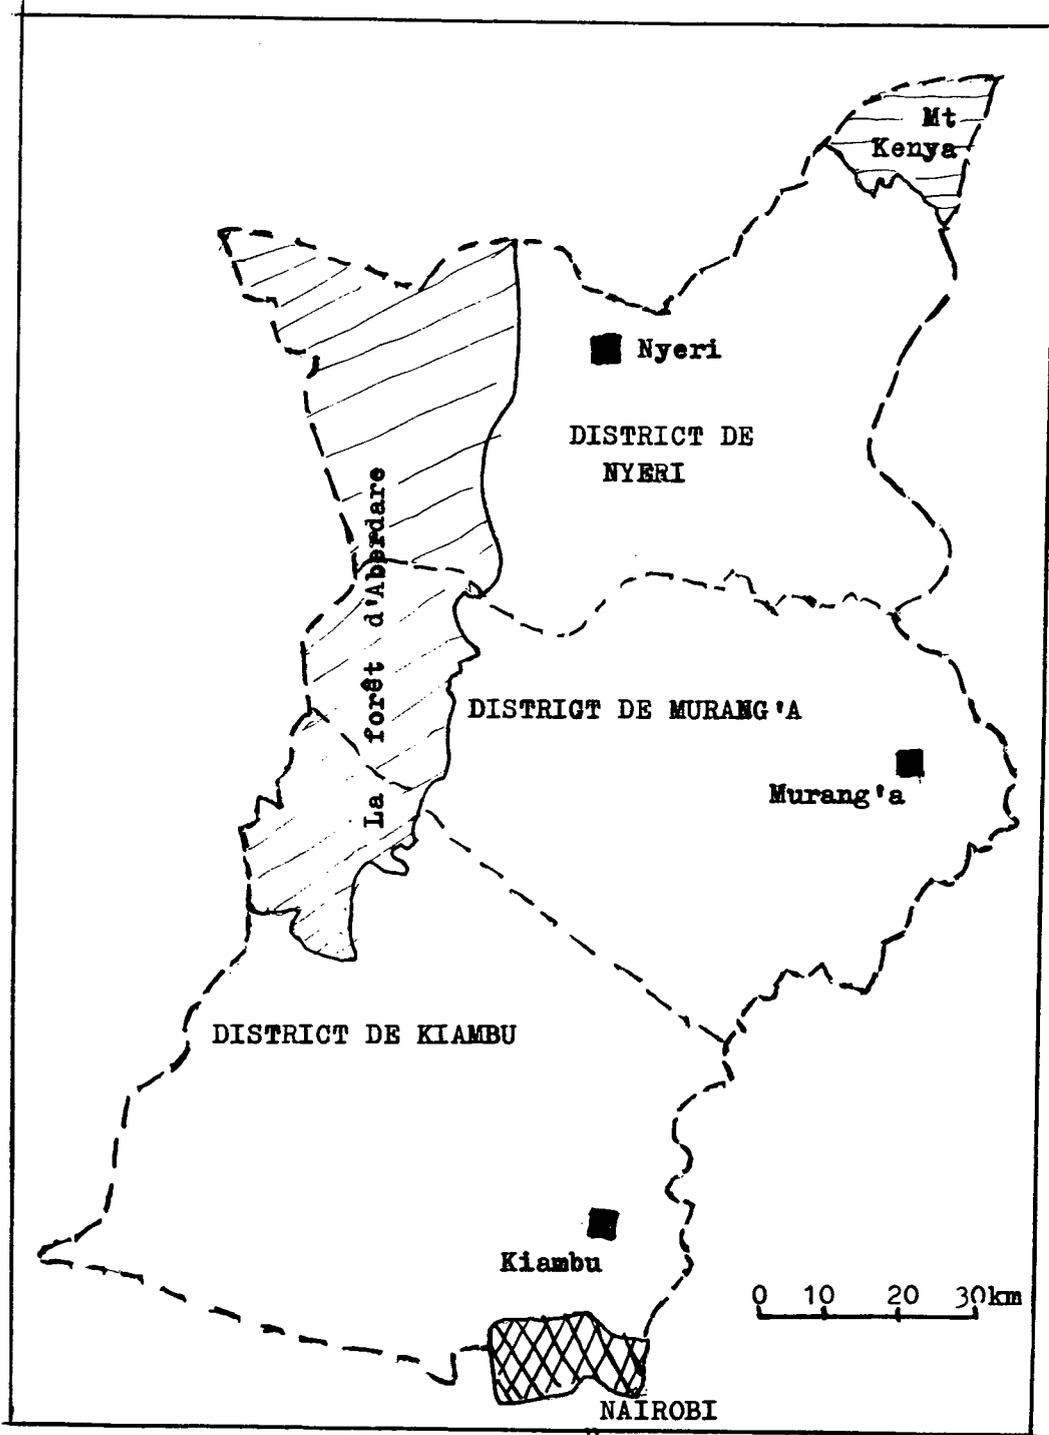 Mt
Kenya
Nyeri
DISTRICT DE
NYERI
La forêt d'Aberdare
DISTRIGT DE MURANG'A
Murang'a
DISTRICT DE KIAMBU
Kiambu
0 10 20 30km
NAIROBI